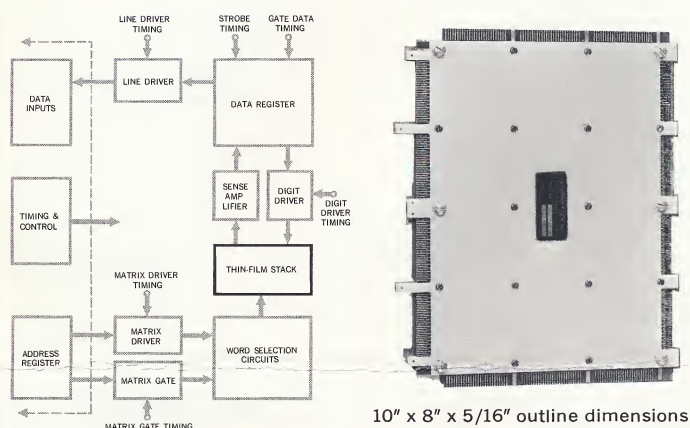 LINE DRIVER
TIMING
STROBE
TIMING
GATE DATA
TIMING
DATA
INPUTS
LINE DRIVER
DATA REGISTER
TIMING &
CONTROL
SENSE
AMP
LIFIER
DIGIT
DRIVER
DIGIT
DRIVER
TIMING
THIN-FILM STACK
MATRIX DRIVER
TIMING
ADDRESS
REGISTER
MATRIX
DRIVER
MATRIX GATE
WORD SELECTION
CIRCUITS
MATRIX GATE TIMING
10" x 8" x 5/16" outline dimensions